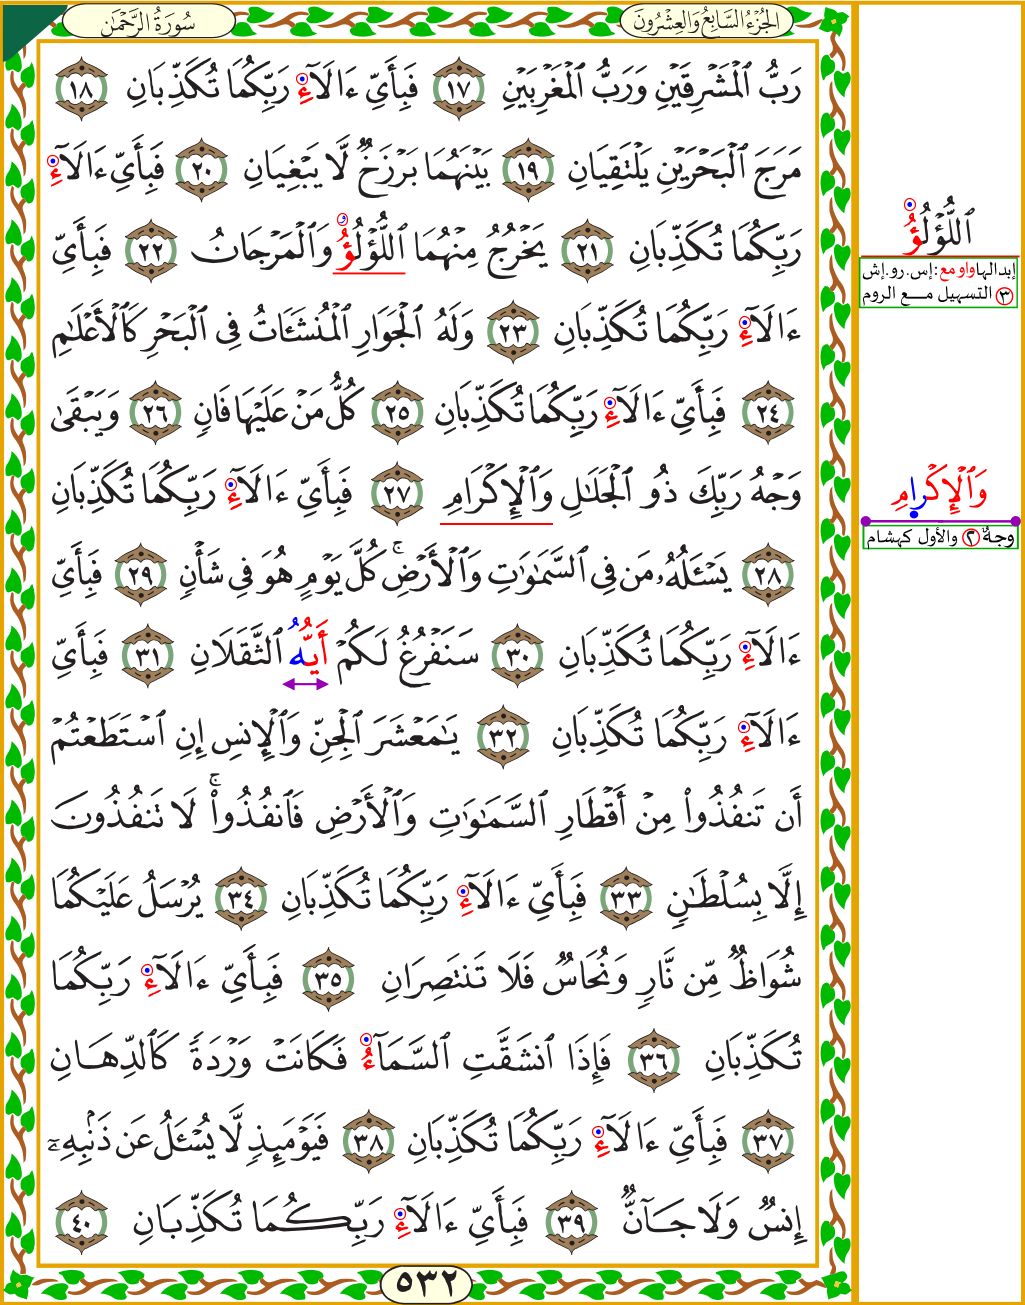 سُورَةُ الرَّحْمَٰن
الجُزْءُ السَّابِعُ وَالعِشْرُونَ
رَبُّ ٱلْمَشْرِقَيْنِ وَرَبُّ ٱلْمَغْرِبَيْنِ ١٧ فَبِأَيِّ ءَالَآءِ رَبِّكُمَا تُكَذِّبَانِ ١٨
مَرَجَ ٱلْبَحْرَيْنِ يَلْتَقِيَانِ ١٩ بَيْنَهُمَا بَرْزَخٌ لَّا يَبْغِيَانِ ٢٠ فَبِأَيِّ ءَالَآءِ
رَبِّكُمَا تُكَذِّبَانِ ٢١ يَخْرُجُ مِنْهُمَا ٱللُّؤْلُؤُ وَٱلْمَرْجَانُ ٢٢ فَبِأَيِّ
ءَالَآءِ رَبِّكُمَا تُكَذِّبَانِ ٢٣ وَلَهُ ٱلْجَوَارِ ٱلْمُنشَـَٔاتُ فِى ٱلْبَحْرِ كَٱلْأَعْلَٰمِ
٢٤ فَبِأَيِّ ءَالَآءِ رَبِّكُمَا تُكَذِّبَانِ ٢٥ كُلُّ مَنْ عَلَيْهَا فَانٍ ٢٦ وَيَبْقَىٰ
وَجْهُ رَبِّكَ ذُو ٱلْجَلَٰلِ وَٱلْإِكْرَامِ ٢٧ فَبِأَيِّ ءَالَآءِ رَبِّكُمَا تُكَذِّبَانِ
٢٨ يَسْـَٔلُهُۥ مَن فِى ٱلسَّمَٰوَٰتِ وَٱلْأَرْضِ ۚ كُلَّ يَوْمٍ هُوَ فِى شَأْنٍ ٢٩ فَبِأَيِّ
ءَالَآءِ رَبِّكُمَا تُكَذِّبَانِ ٣٠ سَنَفْرُغُ لَكُمْ أَيُّهُ ٱلثَّقَلَانِ ٣١ فَبِأَيِّ
ءَالَآءِ رَبِّكُمَا تُكَذِّبَانِ ٣٢ يَٰمَعْشَرَ ٱلْجِنِّ وَٱلْإِنسِ إِنِ ٱسْتَطَعْتُمْ
أَن تَنفُذُوا۟ مِنْ أَقْطَارِ ٱلسَّمَٰوَٰتِ وَٱلْأَرْضِ فَٱنفُذُوا۟ ۚ لَا تَنفُذُونَ
إِلَّا بِسُلْطَٰنٍ ٣٣ فَبِأَيِّ ءَالَآءِ رَبِّكُمَا تُكَذِّبَانِ ٣٤ يُرْسَلُ عَلَيْكُمَا
شُوَاظٌ مِّن نَّارٍ وَنُحَاسٌ فَلَا تَنتَصِرَانِ ٣٥ فَبِأَيِّ ءَالَآءِ رَبِّكُمَا
تُكَذِّبَانِ ٣٦ فَإِذَا ٱنشَقَّتِ ٱلسَّمَآءُ فَكَانَتْ وَرْدَةً كَٱلدِّهَانِ
٣٧ فَبِأَيِّ ءَالَآءِ رَبِّكُمَا تُكَذِّبَانِ ٣٨ فَيَوْمَئِذٍ لَّا يُسْـَٔلُ عَن ذَنۢبِهِۦٓ
إِنسٌ وَلَا جَآنٌّ ٣٩ فَبِأَيِّ ءَالَآءِ رَبِّكُمَا تُكَذِّبَانِ ٤٠
٥٣٢
ٱللُّؤْلُؤُ
إبدالها واو مع: إس.رو.إش
٣ التسهيل مع الروم
وَٱلْإِكْرَامِ
وجهٌ ٢ والأول كهشام